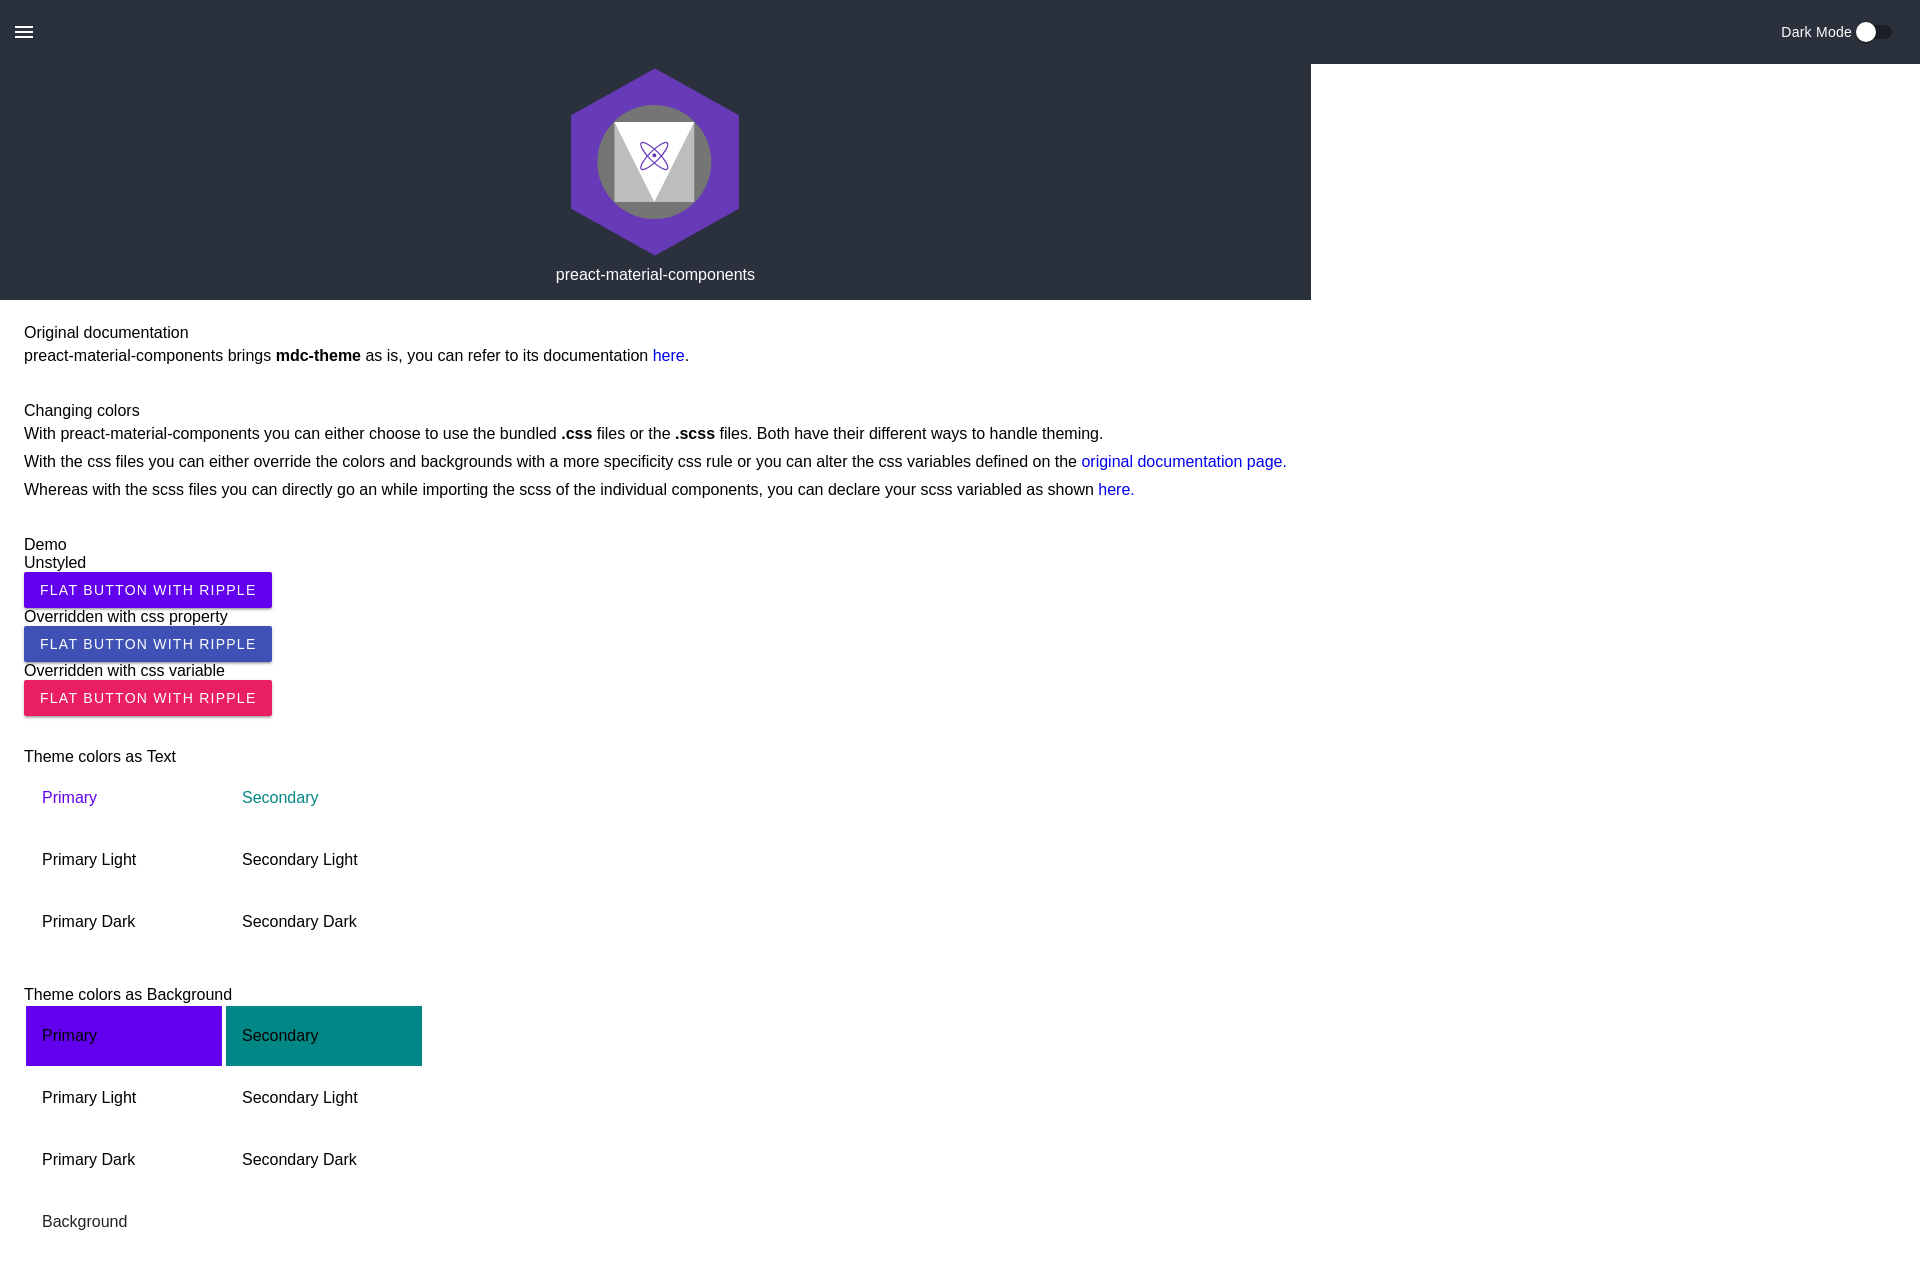 Dark Mode
preact-material-components
Original documentation
preact-material-components brings mdc-theme as is, you can refer to its documentation here.
Changing colors
With preact-material-components you can either choose to use the bundled .css files or the .scss files. Both have their different ways to handle theming.
With the css files you can either override the colors and backgrounds with a more specificity css rule or you can alter the css variables defined on the original documentation page.
Whereas with the scss files you can directly go an while importing the scss of the individual components, you can declare your scss variabled as shown here.
Demo
Unstyled
FLAT BUTTON WITH RIPPLE
Overridden with css property
FLAT BUTTON WITH RIPPLE
Overridden with css variable
FLAT BUTTON WITH RIPPLE
Theme colors as Text
Primary Secondary
Primary Light Secondary Light
Primary Dark Secondary Dark
Theme colors as Background
Primary Secondary
Primary Light Secondary Light
Primary Dark Secondary Dark
Background